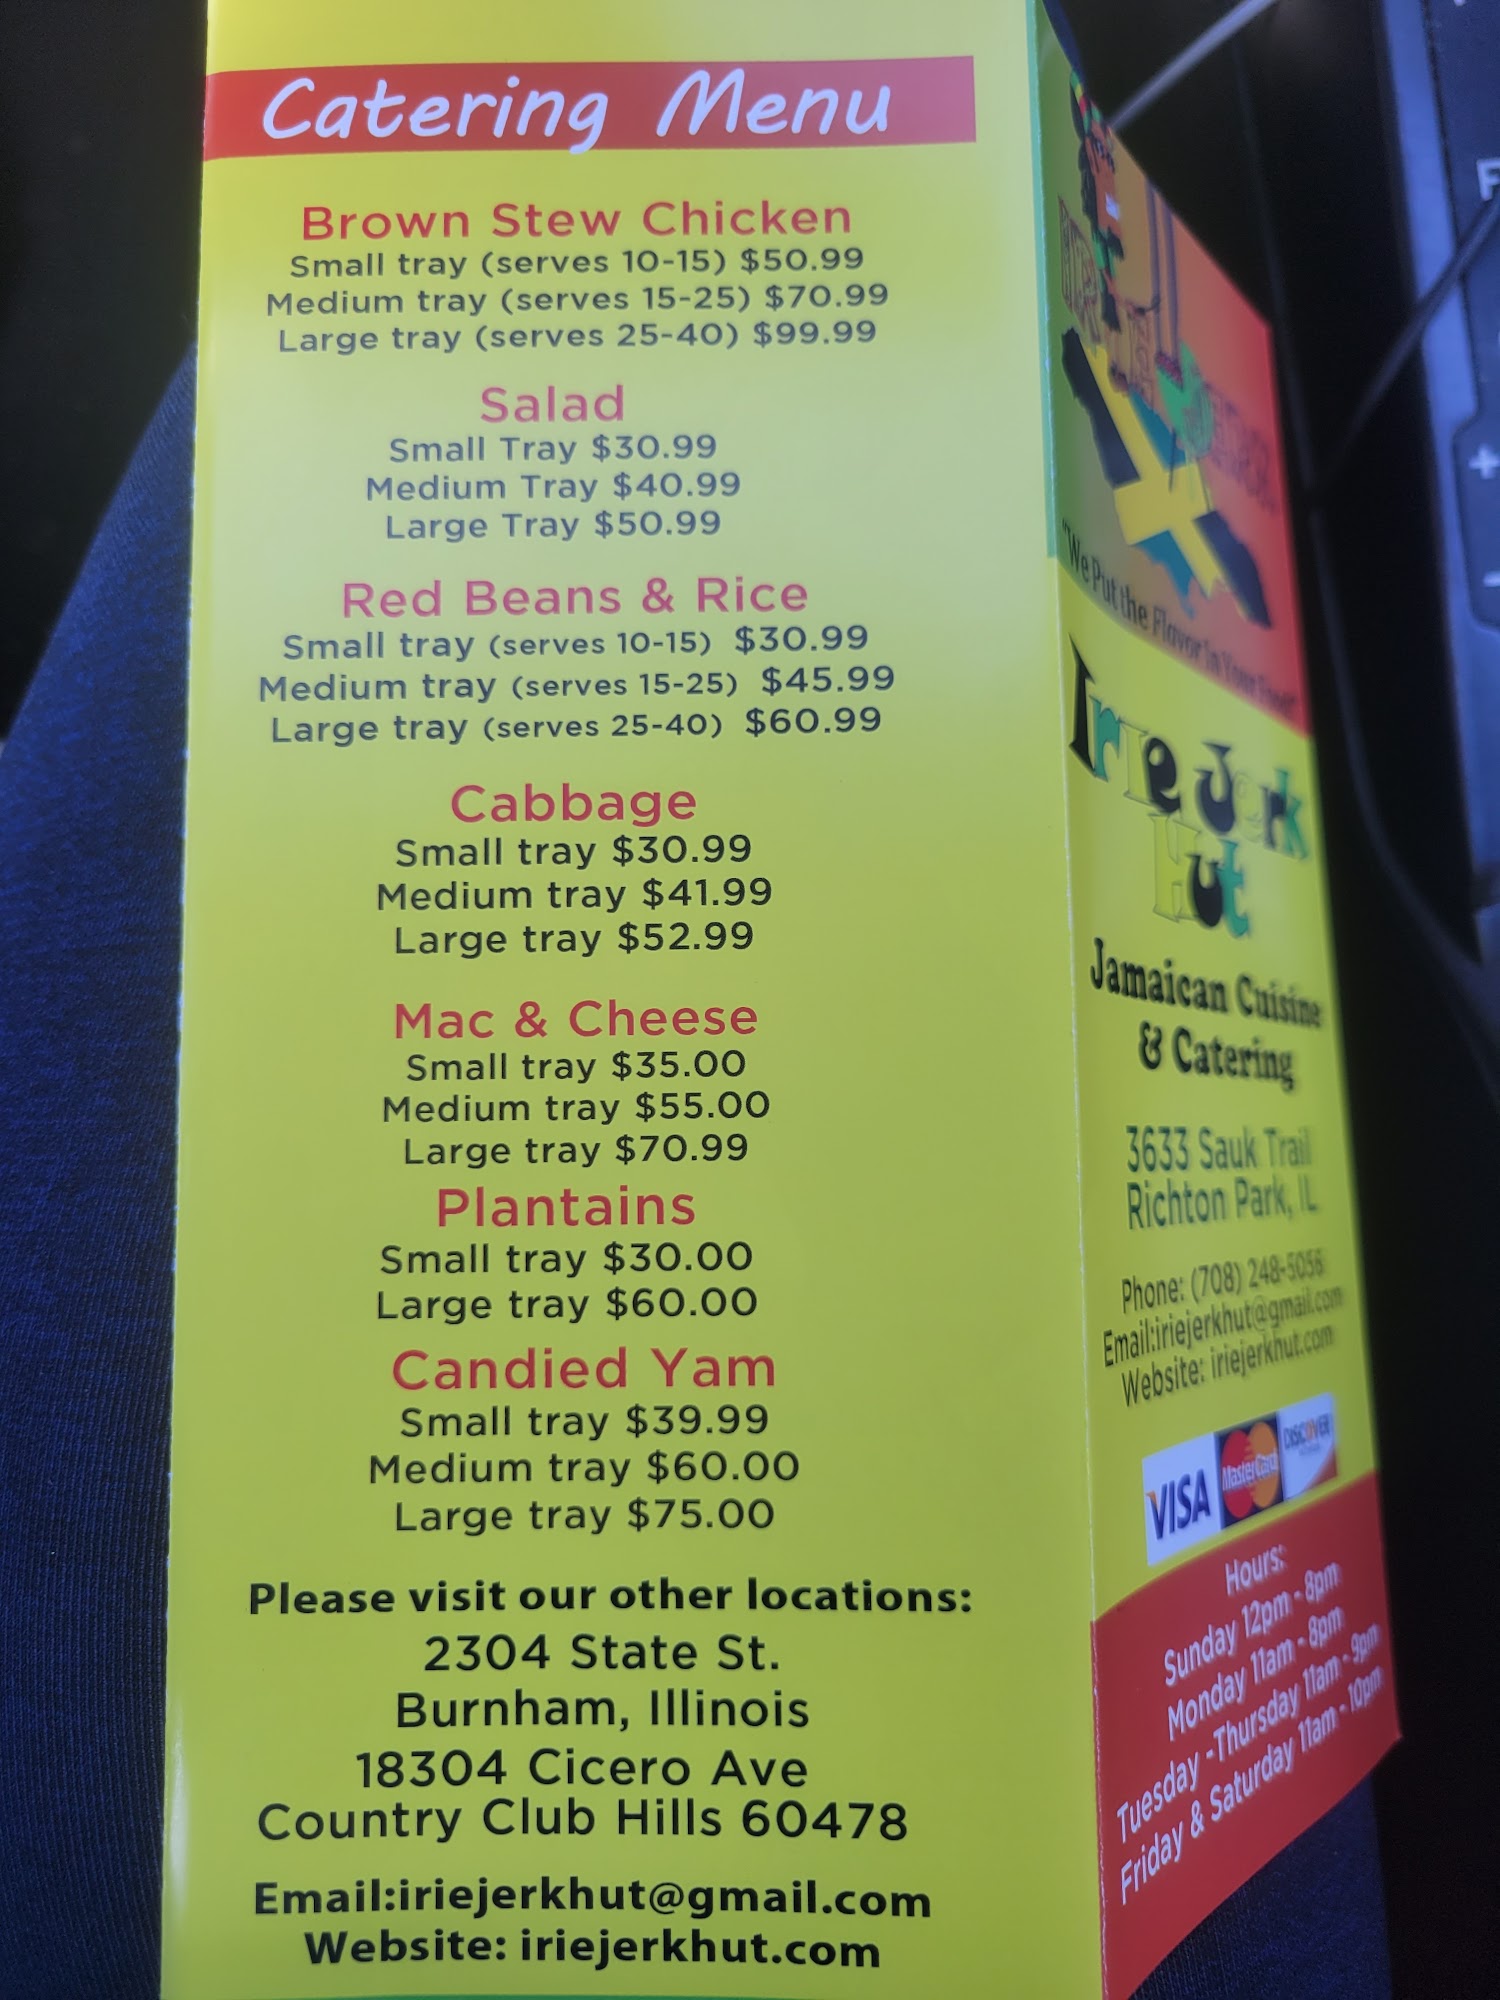 Catering Menu
Brown Stew Chicken
Small tray (serves 10-15) $50.99
Medium tray (serves 15-25) $70.99
Large tray (serves 25-40) $99.99
Salad
Small Tray $30.99
Medium Tray $40.99
Large Tray $50.99
Red Beans & Rice
Small tray (serves 10-15) $30.99
Medium tray (serves 15-25) $45.99
Large tray (serves 25-40) $60.99
Cabbage
Small tray $30.99
Medium tray $41.99
Large tray $52.99
Mac & Cheese
Small tray $35.00
Medium tray $55.00
Large tray $70.99
Plantains
Small tray $30.00
Large tray $60.00
Candied Yam
Small tray $39.99
Medium tray $60.00
Large tray $75.00
Please visit our other locations:
2304 State St.
Burnham, Illinois
18304 Cicero Ave
Country Club Hills 60478
Email:iriejerkhut@gmail.com
Website: iriejerkhut.com
"We Put the Flavor In Your Food"
Irie Jerk
Hut
Jamaican Cuisine
& Catering
3633 Sauk Trail
Richton Park, IL
Phone: (708) 248-5056
Email:iriejerkhut@gmail.com
Website: iriejerkhut.com
VISA MasterCard DISCOVER
Hours:
Sunday 12pm - 8pm
Monday 11am - 8pm
Tuesday -Thursday 11am - 9pm
Friday & Saturday 11am - 10pm